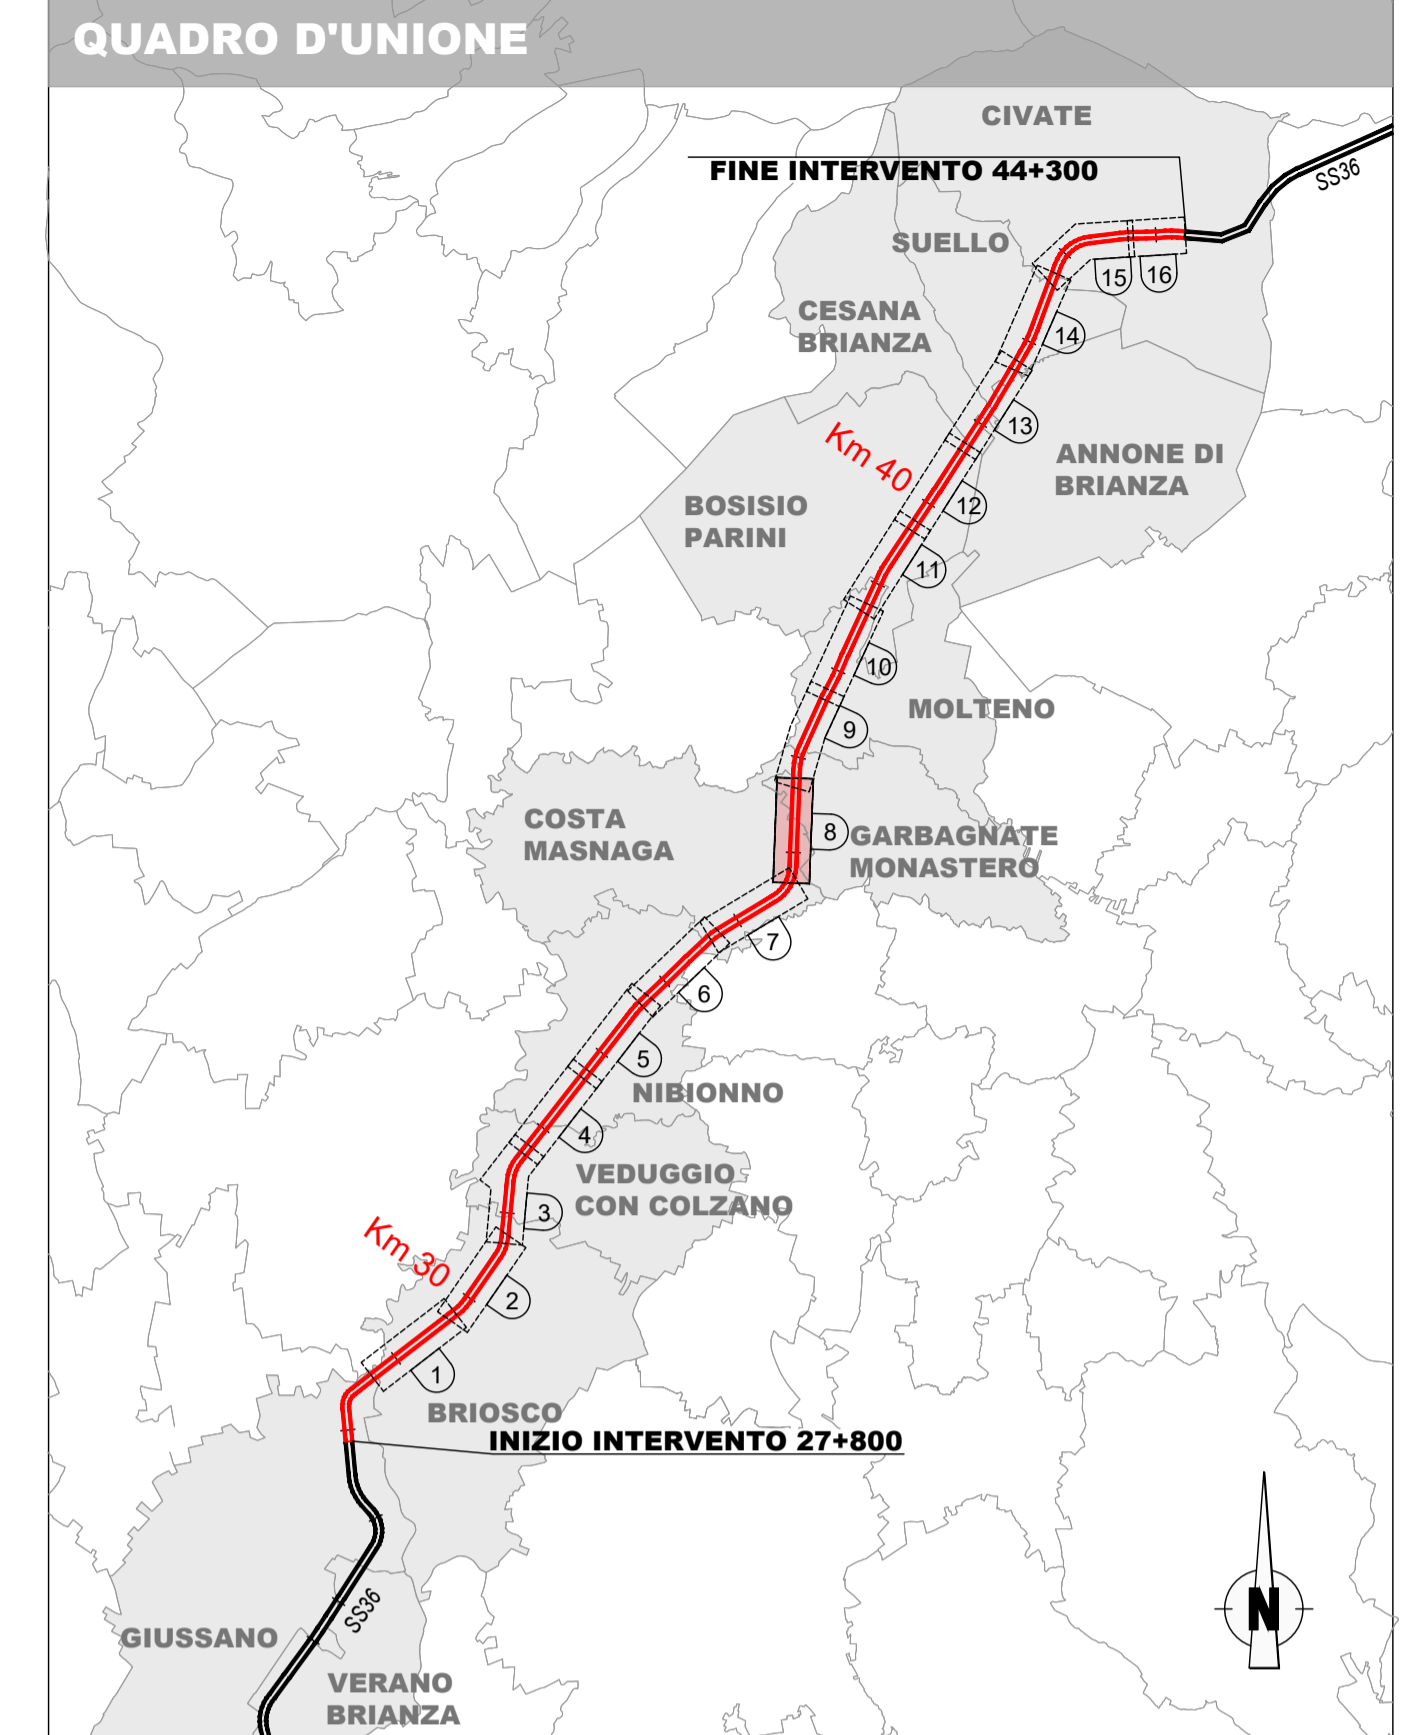 QUADRO D'UNIONE
CIVATE
FINE INTERVENTO 44+300
SS36
SUELLO
15
16
CESANA
BRIANZA
14
13
Km 40
ANNONE DI
BRIANZA
BOSISIO
PARINI
12
11
10
MOLTENO
9
COSTA
MASNAGA
8
GARBAGNATE
MONASTERO
7
6
5
NIBIONNO
4
VEDUGGIO
CON COLZANO
3
Km 30
2
1
BRIOSCO
INIZIO INTERVENTO 27+800
SS36
GIUSSANO
N
VERANO
BRIANZA